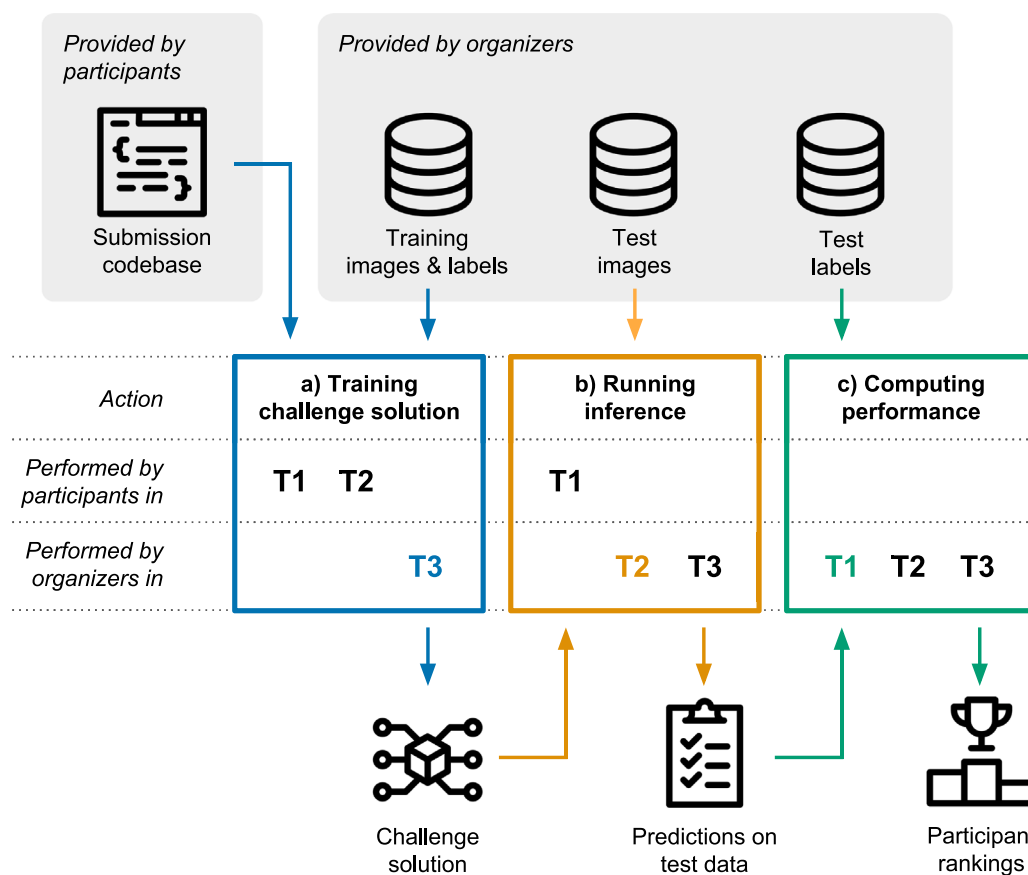 Provided by
participants
Provided by organizers
Submission
codebase
Training
images & labels
Test
images
Test
labels
Action
a) Training
challenge solution
b) Running
inference
c) Computing
performance
Performed by
participants in
T1 T2
T1
Performed by
organizers in
T3
T2 T3
T1 T2 T3
Challenge
solution
Predictions on
test data
Participan
rankings